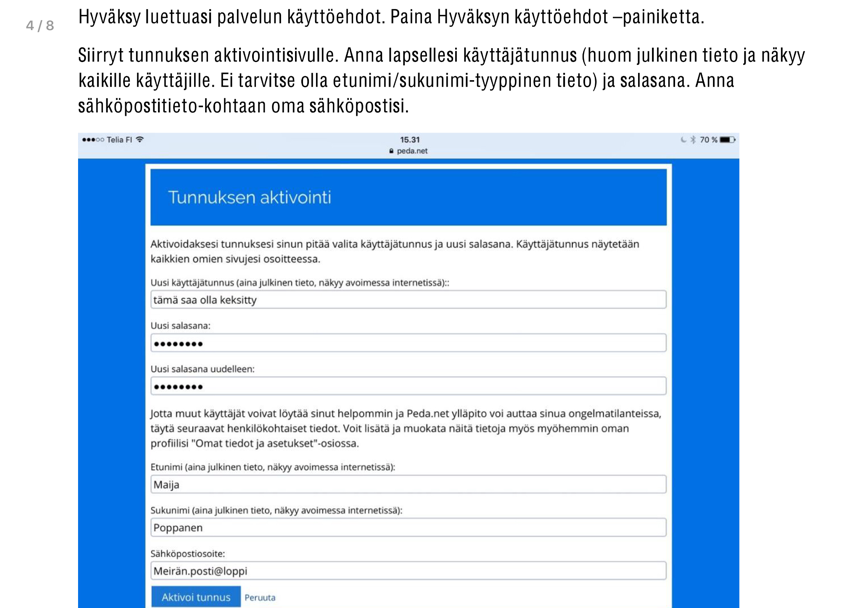 4 / 8
Hyväksy luettuasi palvelun käyttöehdot. Paina Hyväksyn käyttöehdot –painiketta.
Siirryt tunnuksen aktivointisivulle. Anna lapsellesi käyttäjätunnus (huom julkinen tieto ja näkyy
kaikille käyttäjille. Ei tarvitse olla etunimi/sukunimi-tyyppinen tieto) ja salasana. Anna
sähköpostitieto-kohtaan oma sähköpostisi.
Telia FI 15.31 70 %
peda.net
Tunnuksen aktivointi
Aktivoidaksesi tunnuksesi sinun pitää valita käyttäjätunnus ja uusi salasana. Käyttäjätunnus näytetään
kaikkien omien sivujesi osoitteessa.
Uusi käyttäjätunnus (aina julkinen tieto, näkyy avoimessa internetissä)::
tämä saa olla keksitty
Uusi salasana:
••••••••
Uusi salasana uudelleen:
••••••••
Jotta muut käyttäjät voivat löytää sinut helpommin ja Peda.net ylläpito voi auttaa sinua ongelmatilanteissa,
täytä seuraavat henkilökohtaiset tiedot. Voit lisätä ja muokata näitä tietoja myös myöhemmin oman
profiilisi "Omat tiedot ja asetukset"-osiossa.
Etunimi (aina julkinen tieto, näkyy avoimessa internetissä):
Maija
Sukunimi (aina julkinen tieto, näkyy avoimessa internetissä):
Poppanen
Sähköpostiosoite:
Meirän.posti@loppi
Aktivoi tunnus Peruuta